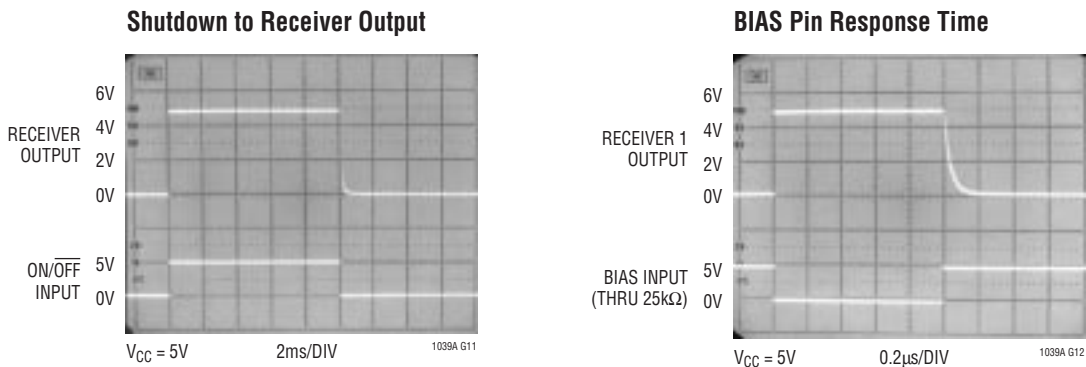 Shutdown to Receiver Output
6V
RECEIVER
OUTPUT
4V
2V
0V
ON/OFF
INPUT
5V
0V
VCC = 5V
2ms/DIV
1039A G11
BIAS Pin Response Time
6V
RECEIVER 1
OUTPUT
4V
2V
0V
BIAS INPUT
(THRU 25kΩ)
5V
0V
VCC = 5V
0.2µs/DIV
1039A G12